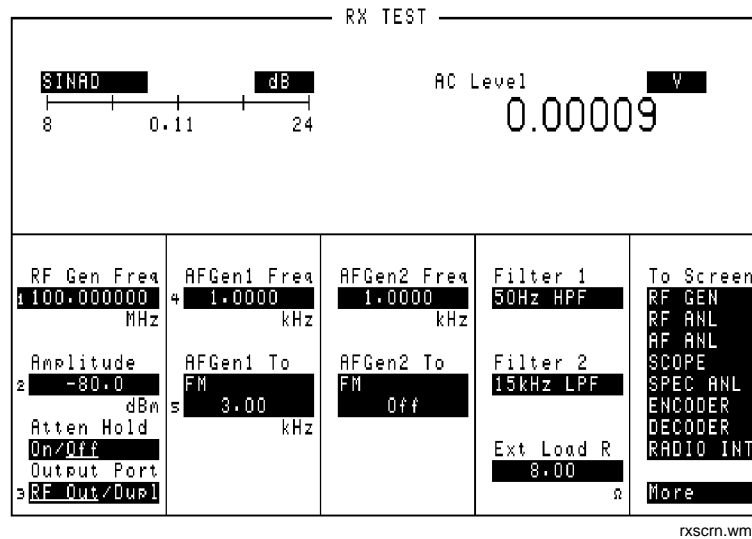 RX TEST
SINAD dB
8 0.11 24
AC Level V
0.00009
RF Gen Freq
1 100.000000
MHz
Amplitude
2 -80.0
dBm
Atten Hold
On/Off
Output Port
3 RF Out/Dupl
AFGen1 Freq
4 1.0000
kHz
AFGen1 To
FM
5 3.00
kHz
AFGen2 Freq
1.0000
kHz
AFGen2 To
FM
Off
Filter 1
50Hz HPF
Filter 2
15kHz LPF
Ext Load R
8.00
Ω
To Screen
RF GEN
RF ANL
AF ANL
SCOPE
SPEC ANL
ENCODER
DECODER
RADIO INT
More
rxscrn.wm